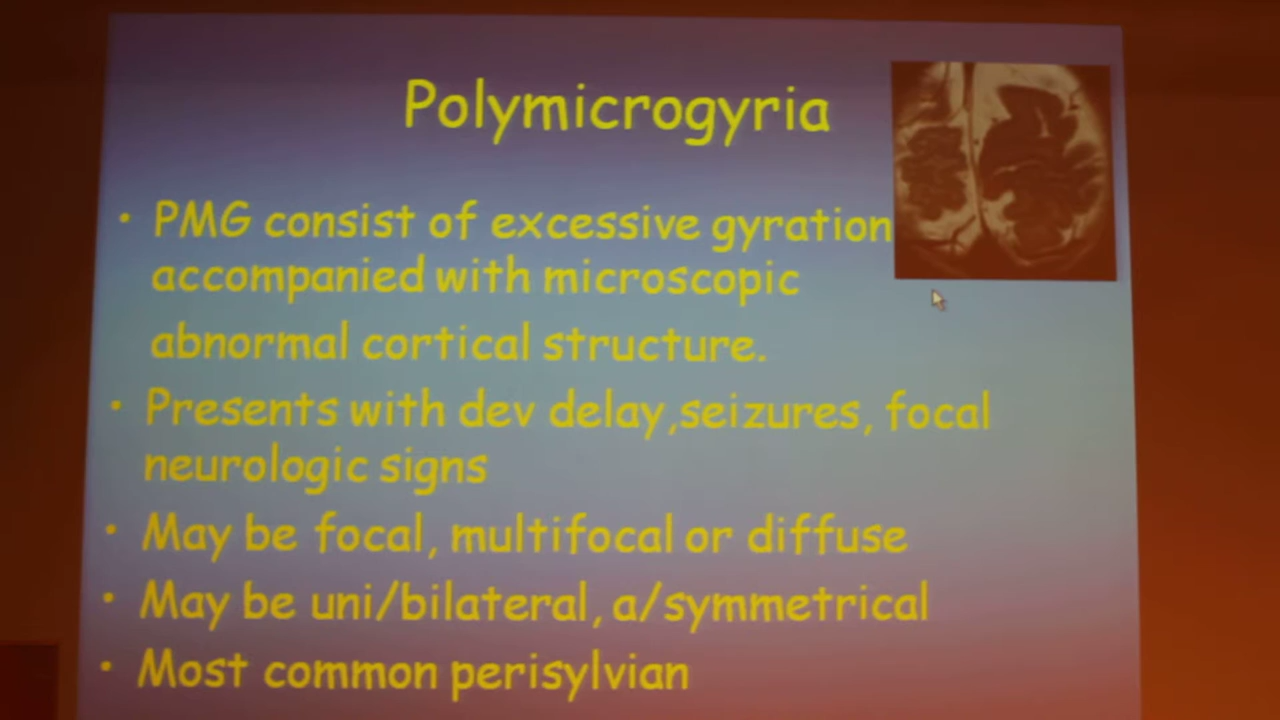 Polymicrogyria
• PMG consist of excessive gyration
accompanied with microscopic
abnormal cortical structure.
• Presents with dev delay,seizures, focal
neurologic signs
• May be focal, multifocal or diffuse
• May be uni/bilateral, a/symmetrical
• Most common perisylvian